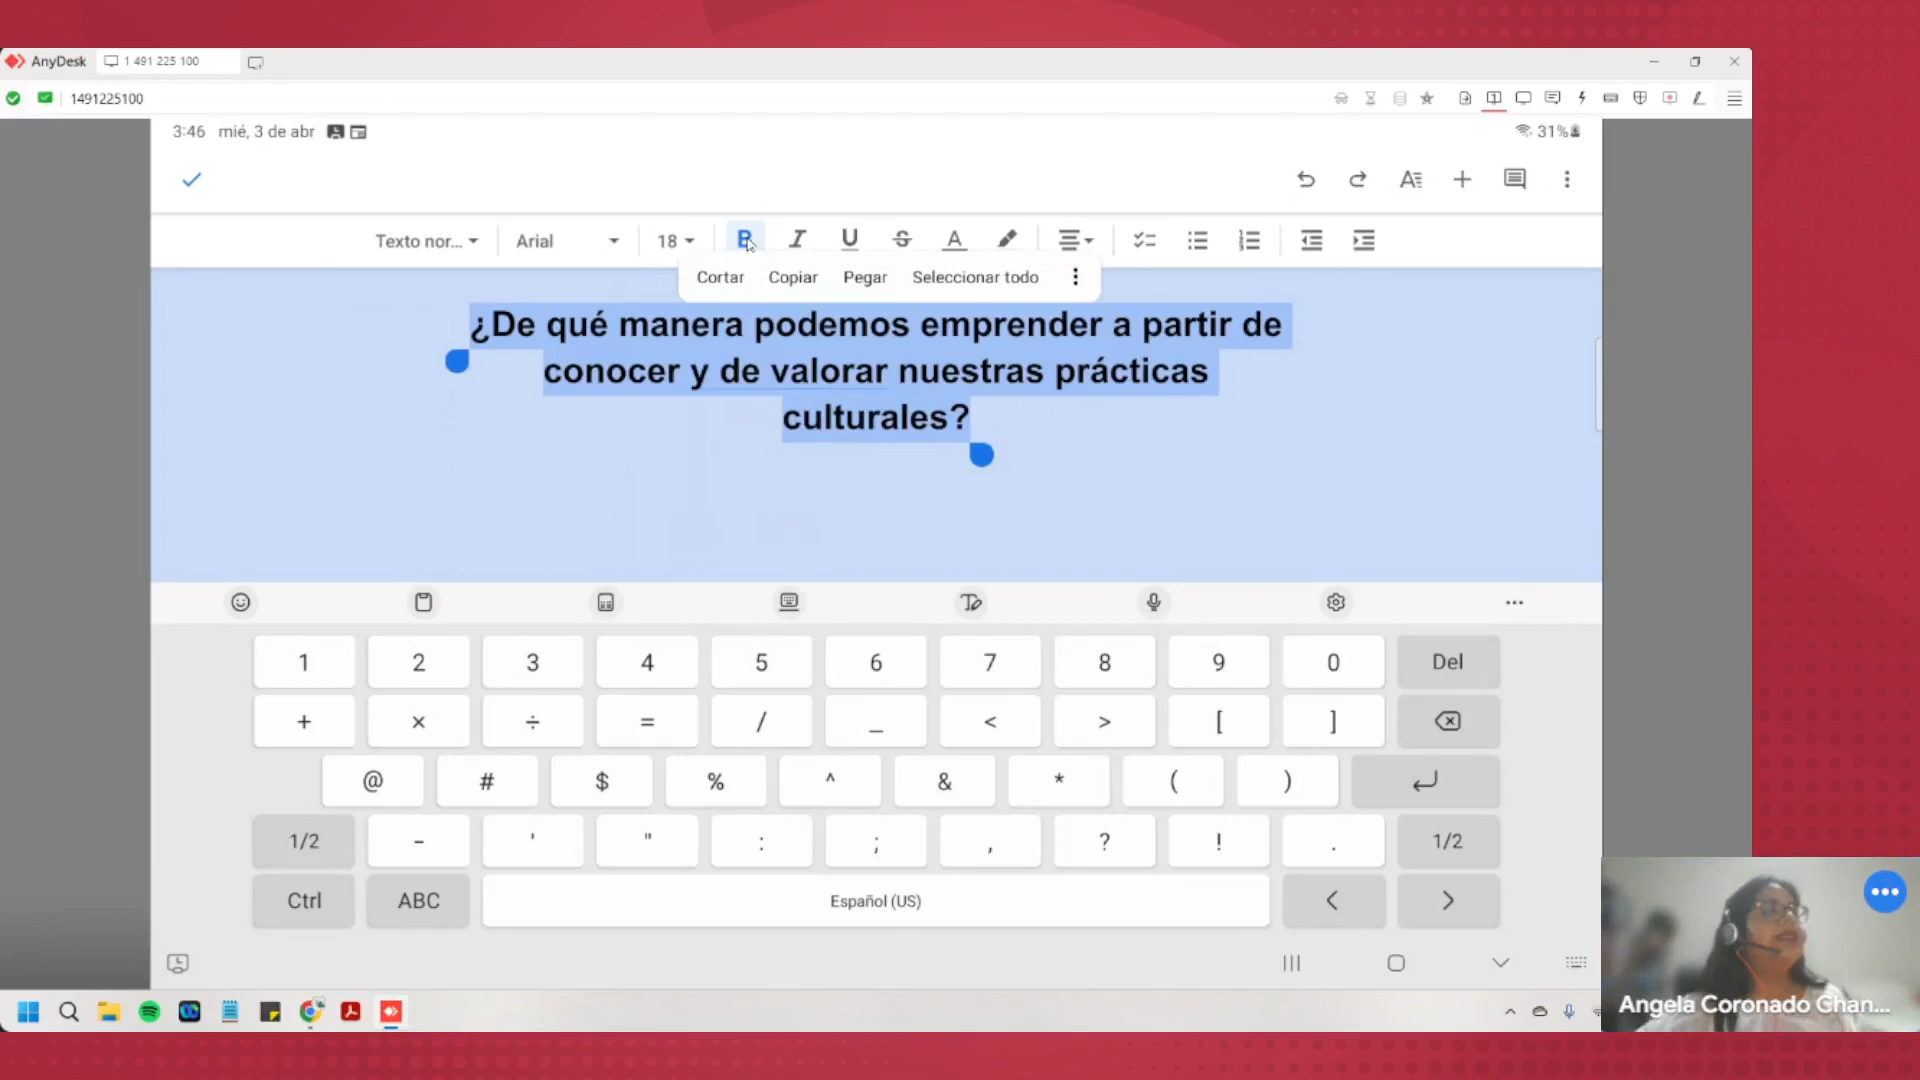 AnyDesk
1 491 225 100
1491225100
3:46 mié, 3 de abr
31%
Texto nor...
Arial
18
B I U S A
Cortar Copiar Pegar Seleccionar todo
¿De qué manera podemos emprender a partir de
conocer y de valorar nuestras prácticas
culturales?
1 2 3 4 5 6 7 8 9 0 Del
+ × ÷ = / _ < > [ ]
@ # $ % ^ & * ( )
1/2 - ' " : ; , ? ! . 1/2
Ctrl ABC Español (US) < >
Angela Coronado Chan...